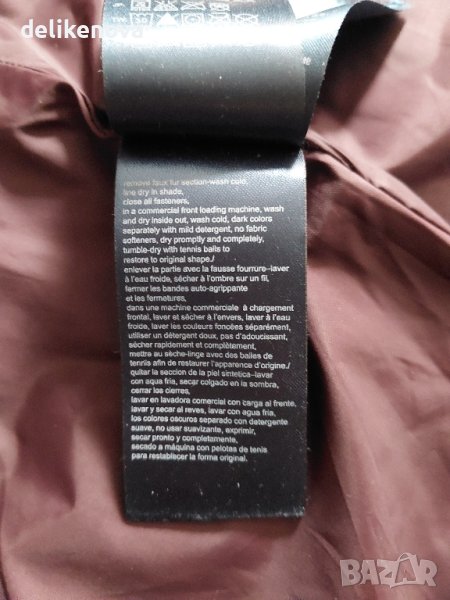 delikenova
remove faux fur section-wash cold,
line dry in shade,
close all fasteners,
in a commercial front loading machine, wash
and dry inside out, wash cold, dark colors
separately with mild detergent, no fabric
softeners, dry promptly and completely,
tumble-dry with tennis balls to
restore to original shape./
enlever la partie avec la fausse fourrure-laver
à l'eau froide, sécher à l'ombre sur un fil,
fermer les bandes auto-agrippante
et les fermetures,
dans une machine commerciale à chargement
frontal, laver et sécher à l'envers, laver à l'eau
froide, laver les couleurs foncées séparément,
utiliser un détergent doux, pas d'adoucissant,
sécher rapidement et complètement,
mettre au sèche-linge avec des balles de
tennis afin de restaurer l'apparence d'origine./
quitar la seccion de la piel sintetica-lavar
con agua fria, secar colgado en la sombra,
cerrar los cierres,
lavar en lavadora comercial con carga al frente,
lavar y secar al reves, lavar con agua fría,
los colores oscuros separado con detergente
suave, no usar suavizante, exprimir,
secar pronto y completamente,
secado a máquina con pelotas de tenis
para restablecer la forma original.
BAZAR